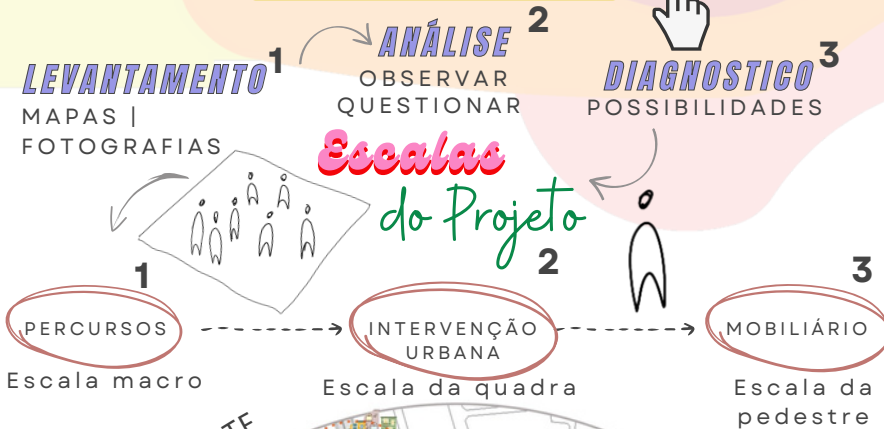 LEVANTAMENTO 1
MAPAS |
FOTOGRAFIAS
ANÁLISE 2
OBSERVAR
QUESTIONAR
DIAGNOSTICO 3
POSSIBILIDADES
Escalas
do Projeto
1
PERCURSOS
Escala macro
2
INTERVENÇÃO
URBANA
Escala da quadra
3
MOBILIÁRIO
Escala da
pedestre